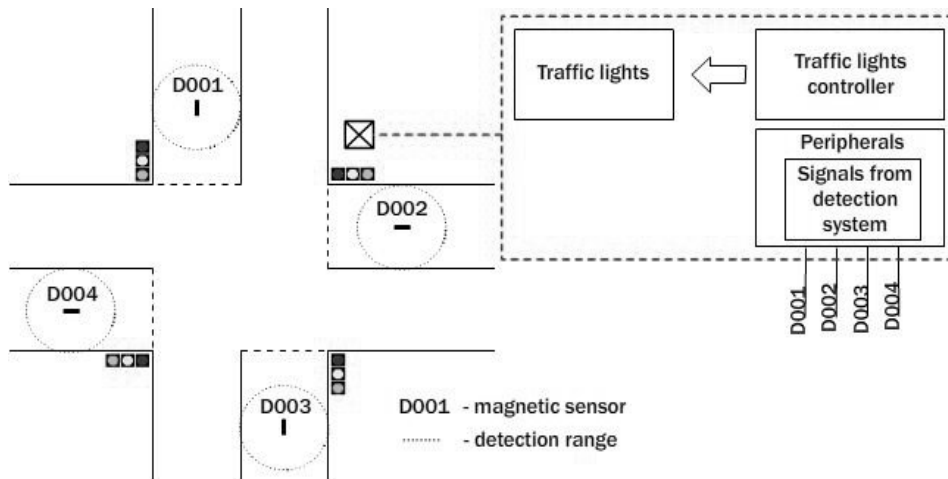 D001
Traffic lights
Traffic lights
controller
Peripherals
Signals from
detection
system
D002
D004
D001
D002
D003
D004
D003
D001 - magnetic sensor
- detection range